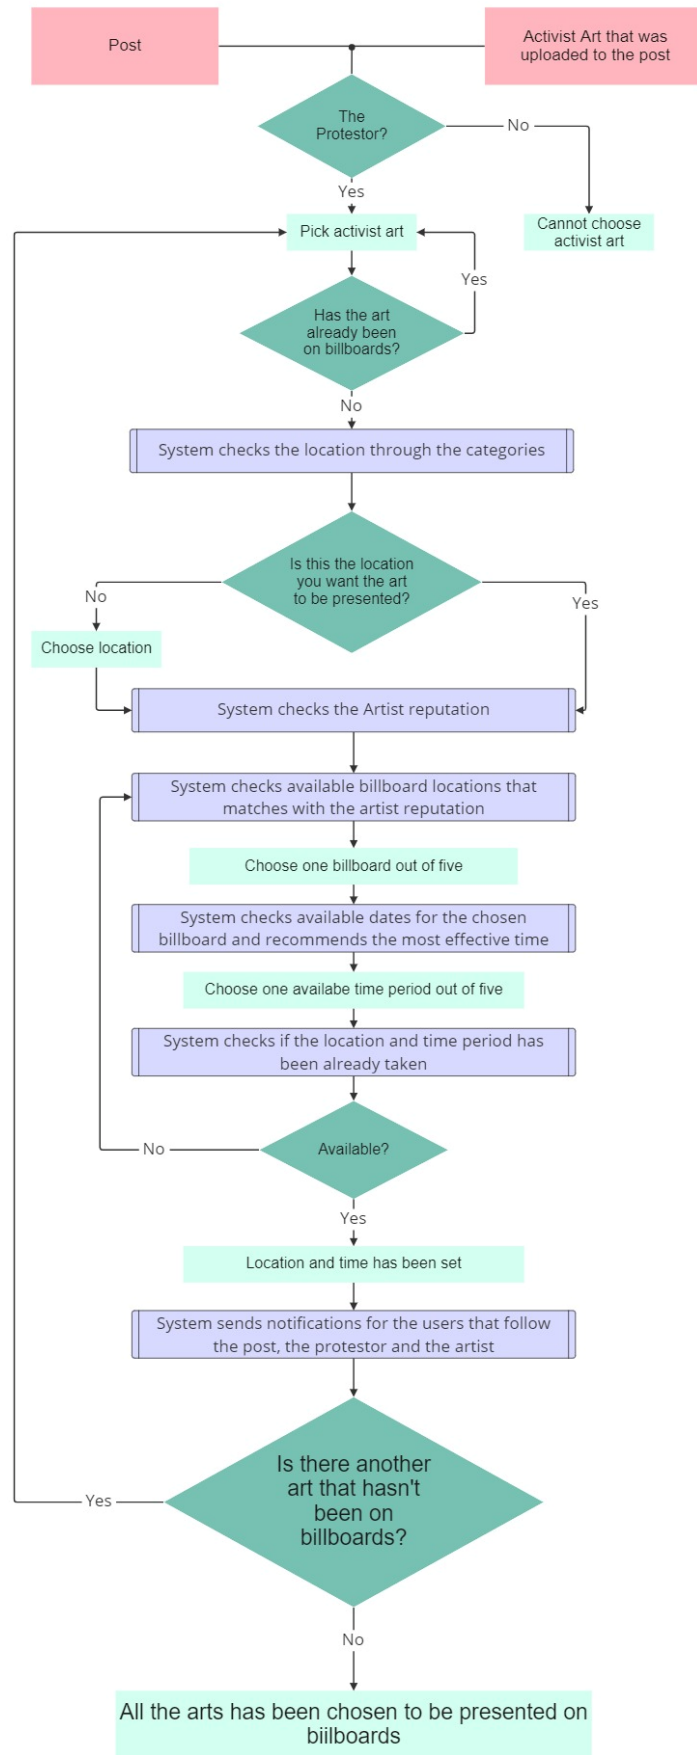 Post
Activist Art that was
uploaded to the post
The
Protestor?
No
Yes
Pick activist art
Cannot choose
activist art
Yes
Has the art
already been
on billboards?
No
System checks the location through the categories
Is this the location
you want the art
to be presented?
No
Yes
Choose location
System checks the Artist reputation
System checks available billboard locations that
matches with the artist reputation
Choose one billboard out of five
System checks available dates for the chosen
billboard and recommends the most effective time
Choose one availabe time period out of five
System checks if the location and time period has
been already taken
Available?
No
Yes
Location and time has been set
System sends notifications for the users that follow
the post, the protestor and the artist
Is there another
art that hasn't
been on
billboards?
Yes
No
All the arts has been chosen to be presented on
biilboards